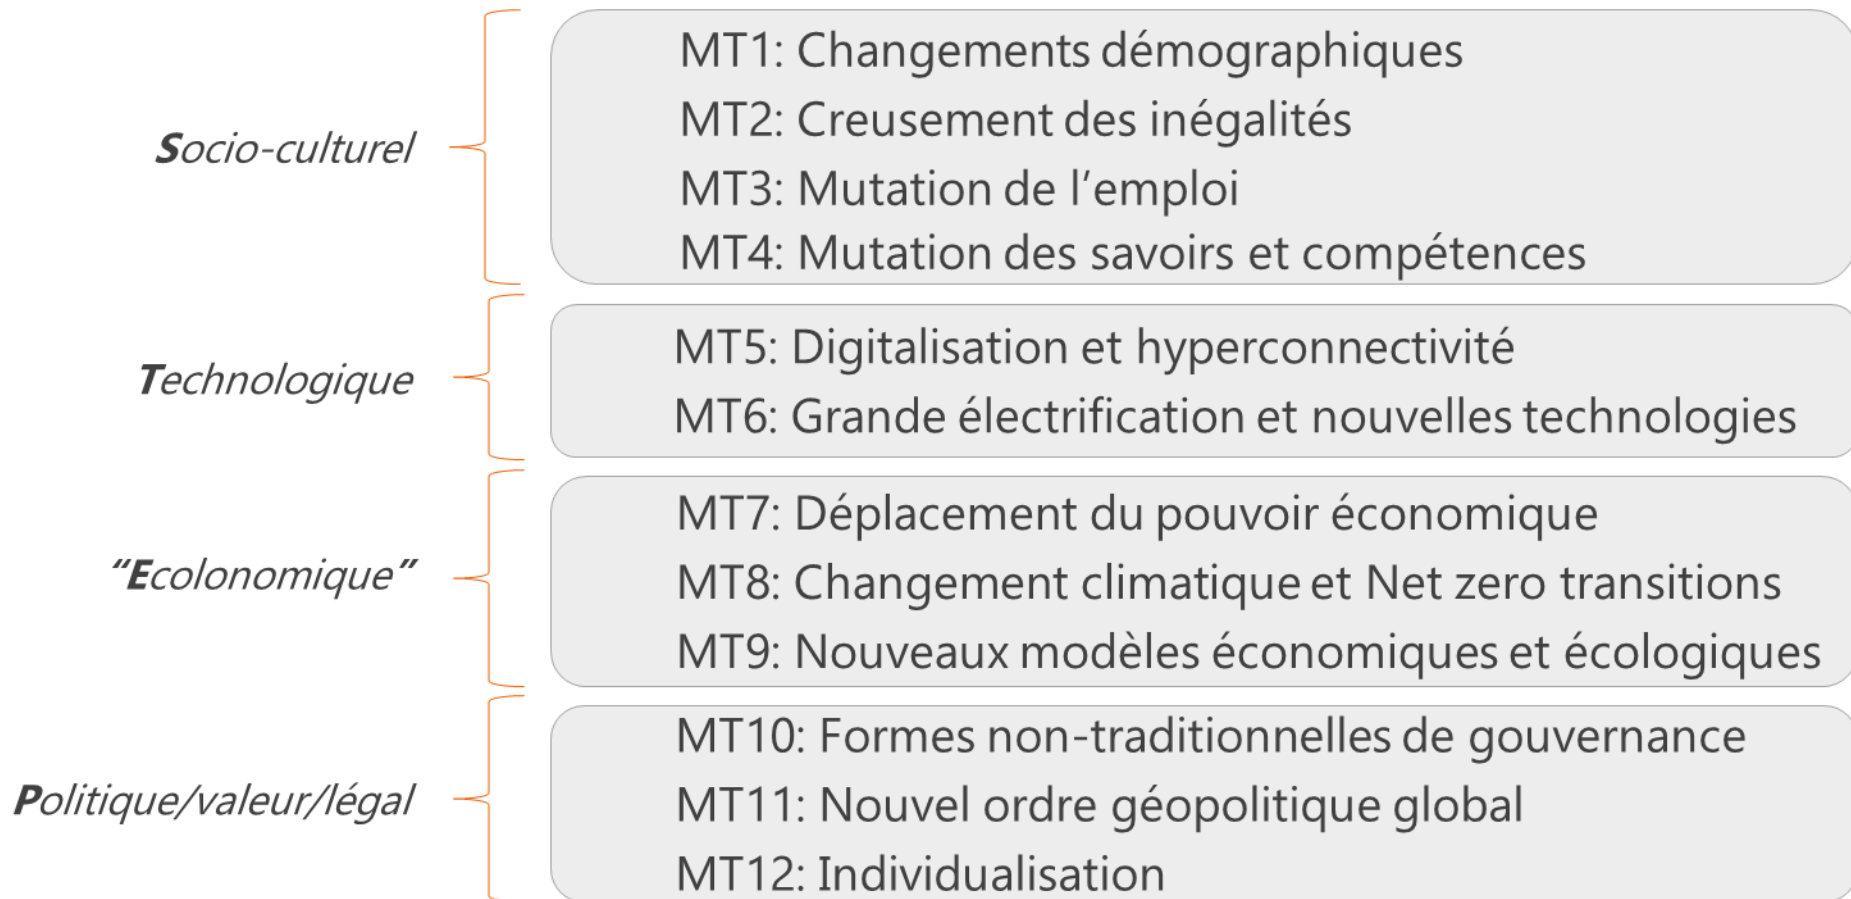 Socio-culturel
MT1: Changements démographiques
MT2: Creusement des inégalités
MT3: Mutation de l’emploi
MT4: Mutation des savoirs et compétences
Technologique
MT5: Digitalisation et hyperconnectivité
MT6: Grande électrification et nouvelles technologies
“Ecolonomique”
MT7: Déplacement du pouvoir économique
MT8: Changement climatique et Net zero transitions
MT9: Nouveaux modèles économiques et écologiques
Politique/valeur/légal
MT10: Formes non-traditionnelles de gouvernance
MT11: Nouvel ordre géopolitique global
MT12: Individualisation